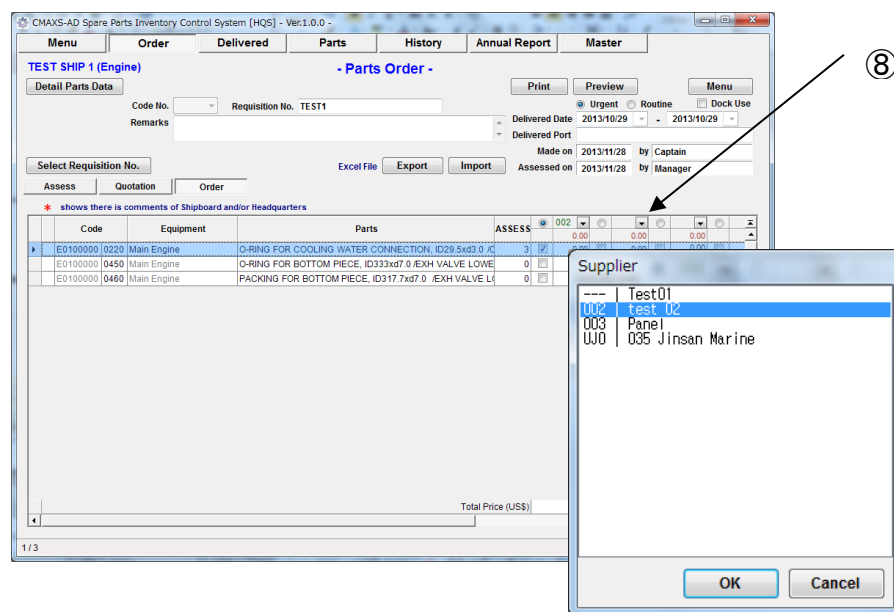 CMAXS-AD Spare Parts Inventory Control System [HQS] - Ver.1.0.0 -
Menu Order Delivered Parts History Annual Report Master
TEST SHIP 1 (Engine) - Parts Order -
⑧
Detail Parts Data Print Preview Menu
Urgent Routine Dock Use
Code No. Requisition No. TEST1
Delivered Date 2013/10/29 - 2013/10/29
Remarks
Delivered Port
Made on 2013/11/28 by Captain
Select Requisition No. Excel File Export Import Assessed on 2013/11/28 by Manager
Assess Quotation Order
* shows there is comments of Shipboard and/or Headquarters
Code Equipment Parts ASSESS 002
0.00 0.00 0.00
E0100000 0220 Main Engine O-RING FOR COOLING WATER CONNECTION, ID29.5xd3.0 /C 3 0.00 0.00 0.00
E0100000 0450 Main Engine O-RING FOR BOTTOM PIECE, ID333xd7.0 /EXH VALVE LOWE 0
E0100000 0460 Main Engine PACKING FOR BOTTOM PIECE, ID317.7xd7.0 /EXH VALVE L 0
Total Price (US$)
1 / 3
Supplier
--- | Test01
002 | test 02
003 | Panel
UJ0 | 035 Jinsan Marine
OK Cancel